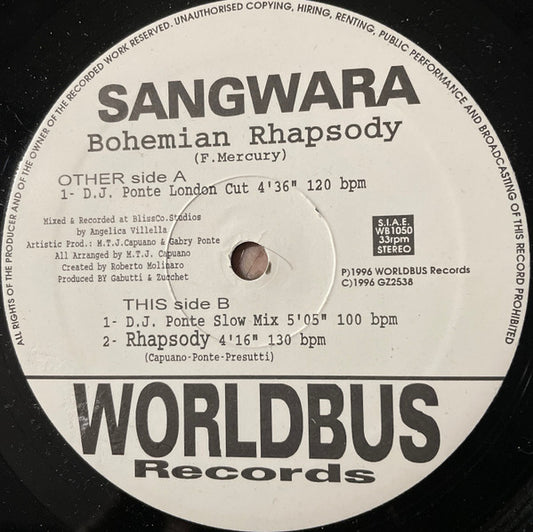 ALL RIGHTS OF THE PRODUCER AND OF THE OWNER OF THE RECORDED WORK RESERVED. UNAUTHORISED COPYING, HIRING, RENTING, PUBLIC PERFORMANCE AND BROADCASTING OF THIS RECORD PROHIBITED
SANGWARA
Bohemian Rhapsody
(F.Mercury)
OTHER side A
1- D.J. Ponte London Cut 4'36" 120 bpm
Mixed & Recorded at BlissCo.Studios
by Angelica Villella
Artistic Prod.: M.T.J.Capuano & Gabry Ponte
All Arranged by M.T.J. Capuano
Created by Roberto Molinaro
Produced BY Gabutti & Zucchet
S.I.A.E.
WB1050
33rpm
STEREO
P)1996 WORLDBUS Records
C)1996 GZ2538
THIS side B
1- D.J. Ponte Slow Mix 5'05" 100 bpm
2- Rhapsody 4'16" 130 bpm
(Capuano-Ponte-Presutti)
WORLDBUS
Records